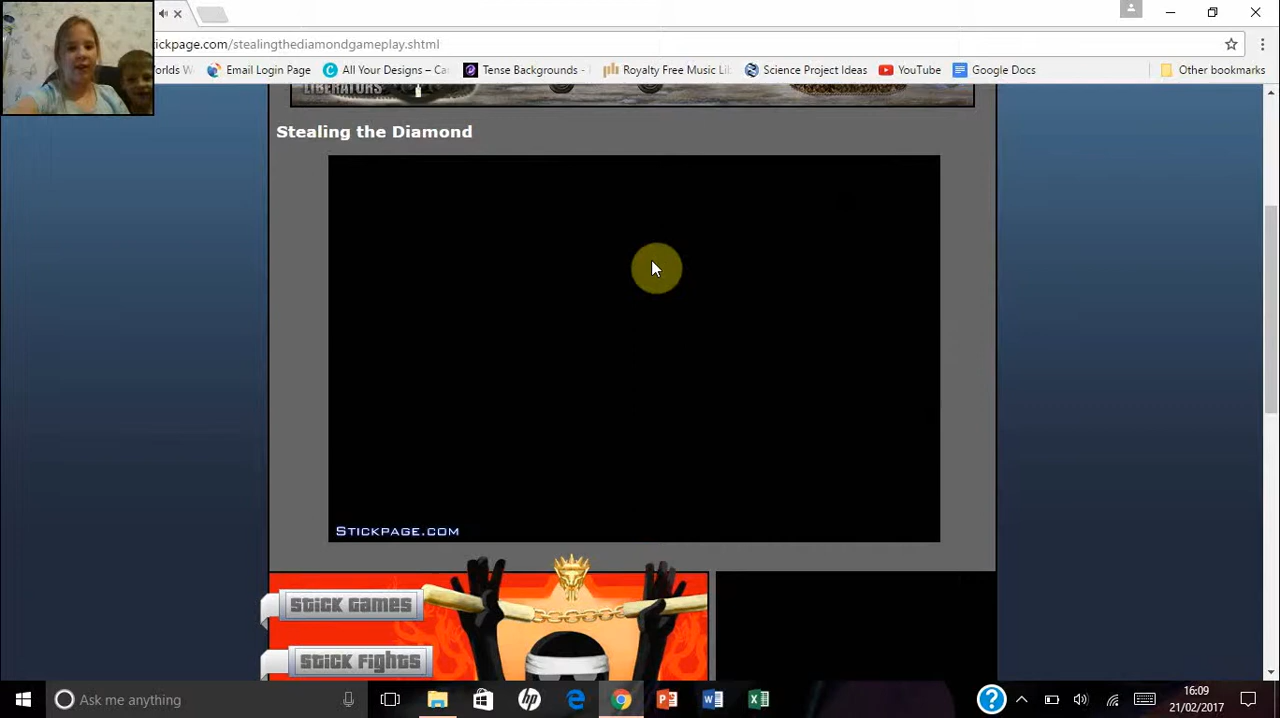 ickpage.com/stealingthediamondgameplay.shtml
orlds W
Email Login Page
All Your Designs – Ca
Tense Backgrounds -
Royalty Free Music Li
Science Project Ideas
YouTube
Google Docs
Other bookmarks
LIBERATORS
Stealing the Diamond
STICKPAGE.COM
STICK GAMES
STICK FIGHTS
Ask me anything
6:09
21/02/2017